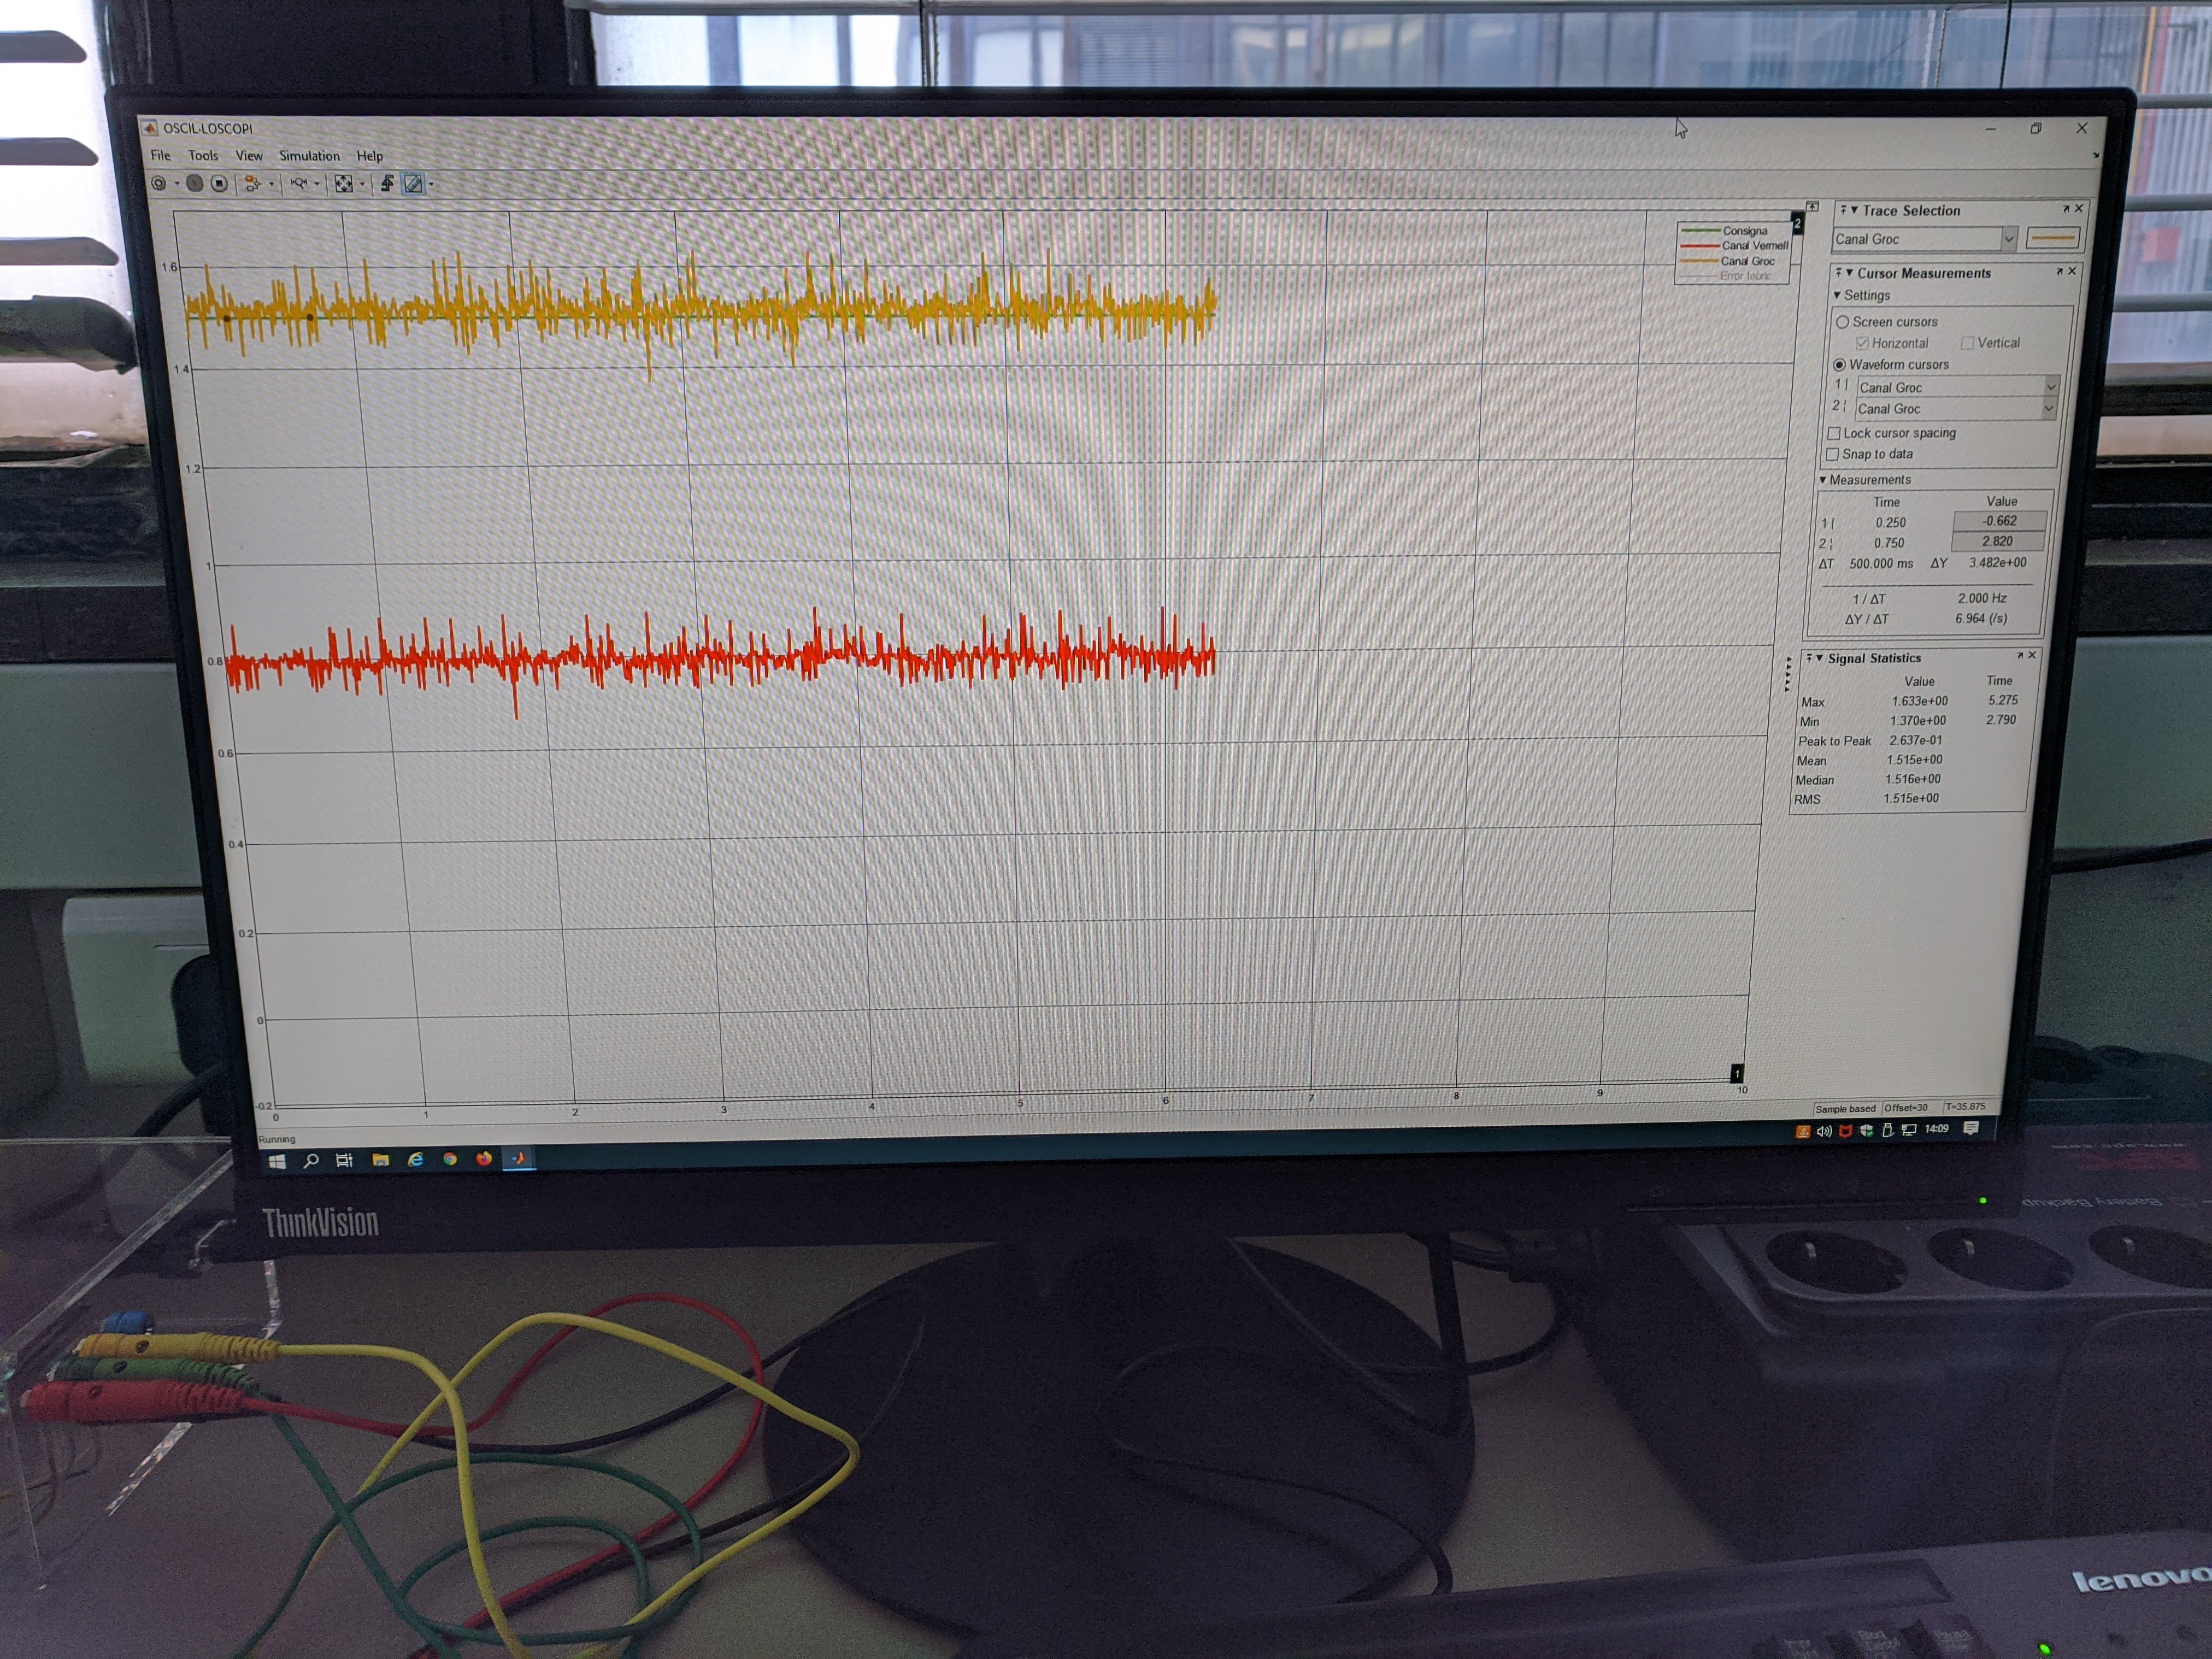 OSCIL·LOSCOPI
File Tools View Simulation Help
1.6
1.4
1.2
1
0.8
0.6
0.4
0.2
0
-0.2
0 1 2 3 4 5 6 7 8 9 10
2
Consigna
Canal Vermell
Canal Groc
Error teòric
1
Trace Selection
Canal Groc
Cursor Measurements
Settings
Screen cursors
Horizontal Vertical
Waveform cursors
1 | Canal Groc
2 ¦ Canal Groc
Lock cursor spacing
Snap to data
Measurements
Time Value
1 | 0.250 -0.662
2 ¦ 0.750 2.820
ΔT 500.000 ms ΔY 3.482e+00
1 / ΔT 2.000 Hz
ΔY / ΔT 6.964 (/s)
Signal Statistics
Value Time
Max 1.633e+00 5.275
Min 1.370e+00 2.790
Peak to Peak 2.637e-01
Mean 1.515e+00
Median 1.516e+00
RMS 1.515e+00
Running
Sample based Offset=30 T=35.875
14:09
ThinkVision
Battery Backup
lenovo